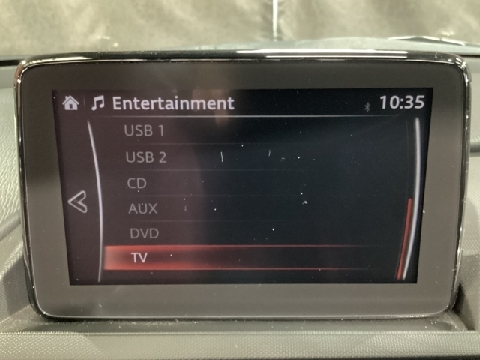 Entertainment 10:35
USB 1
USB 2
CD
AUX
DVD
TV